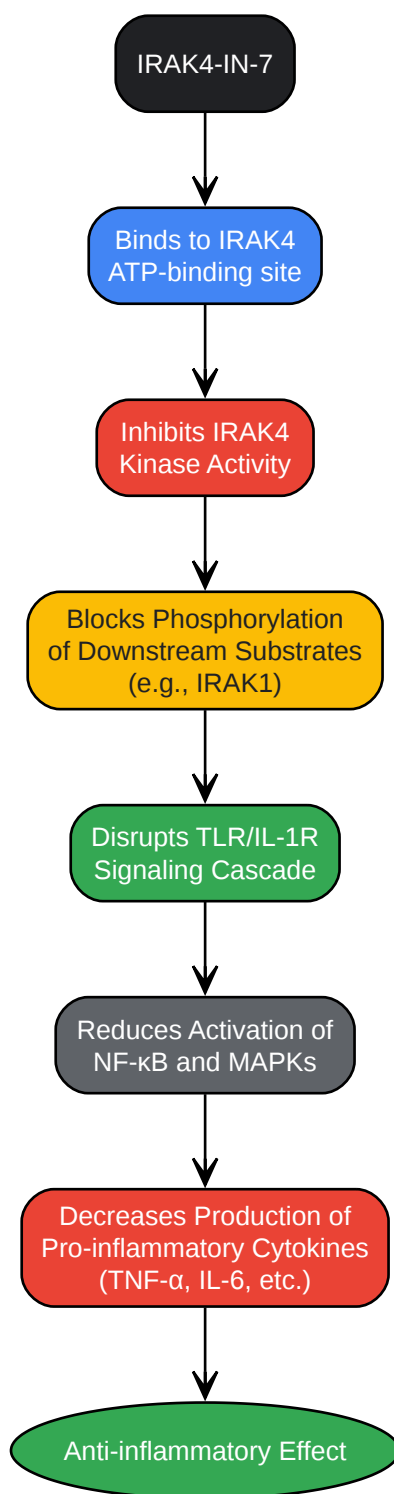 IRAK4-IN-7
Binds to IRAK4
ATP-binding site
Inhibits IRAK4
Kinase Activity
Blocks Phosphorylation
of Downstream Substrates
(e.g., IRAK1)
Disrupts TLR/IL-1R
Signaling Cascade
Reduces Activation of
NF-κB and MAPKs
Decreases Production of
Pro-inflammatory Cytokines
(TNF-α, IL-6, etc.)
Anti-inflammatory Effect